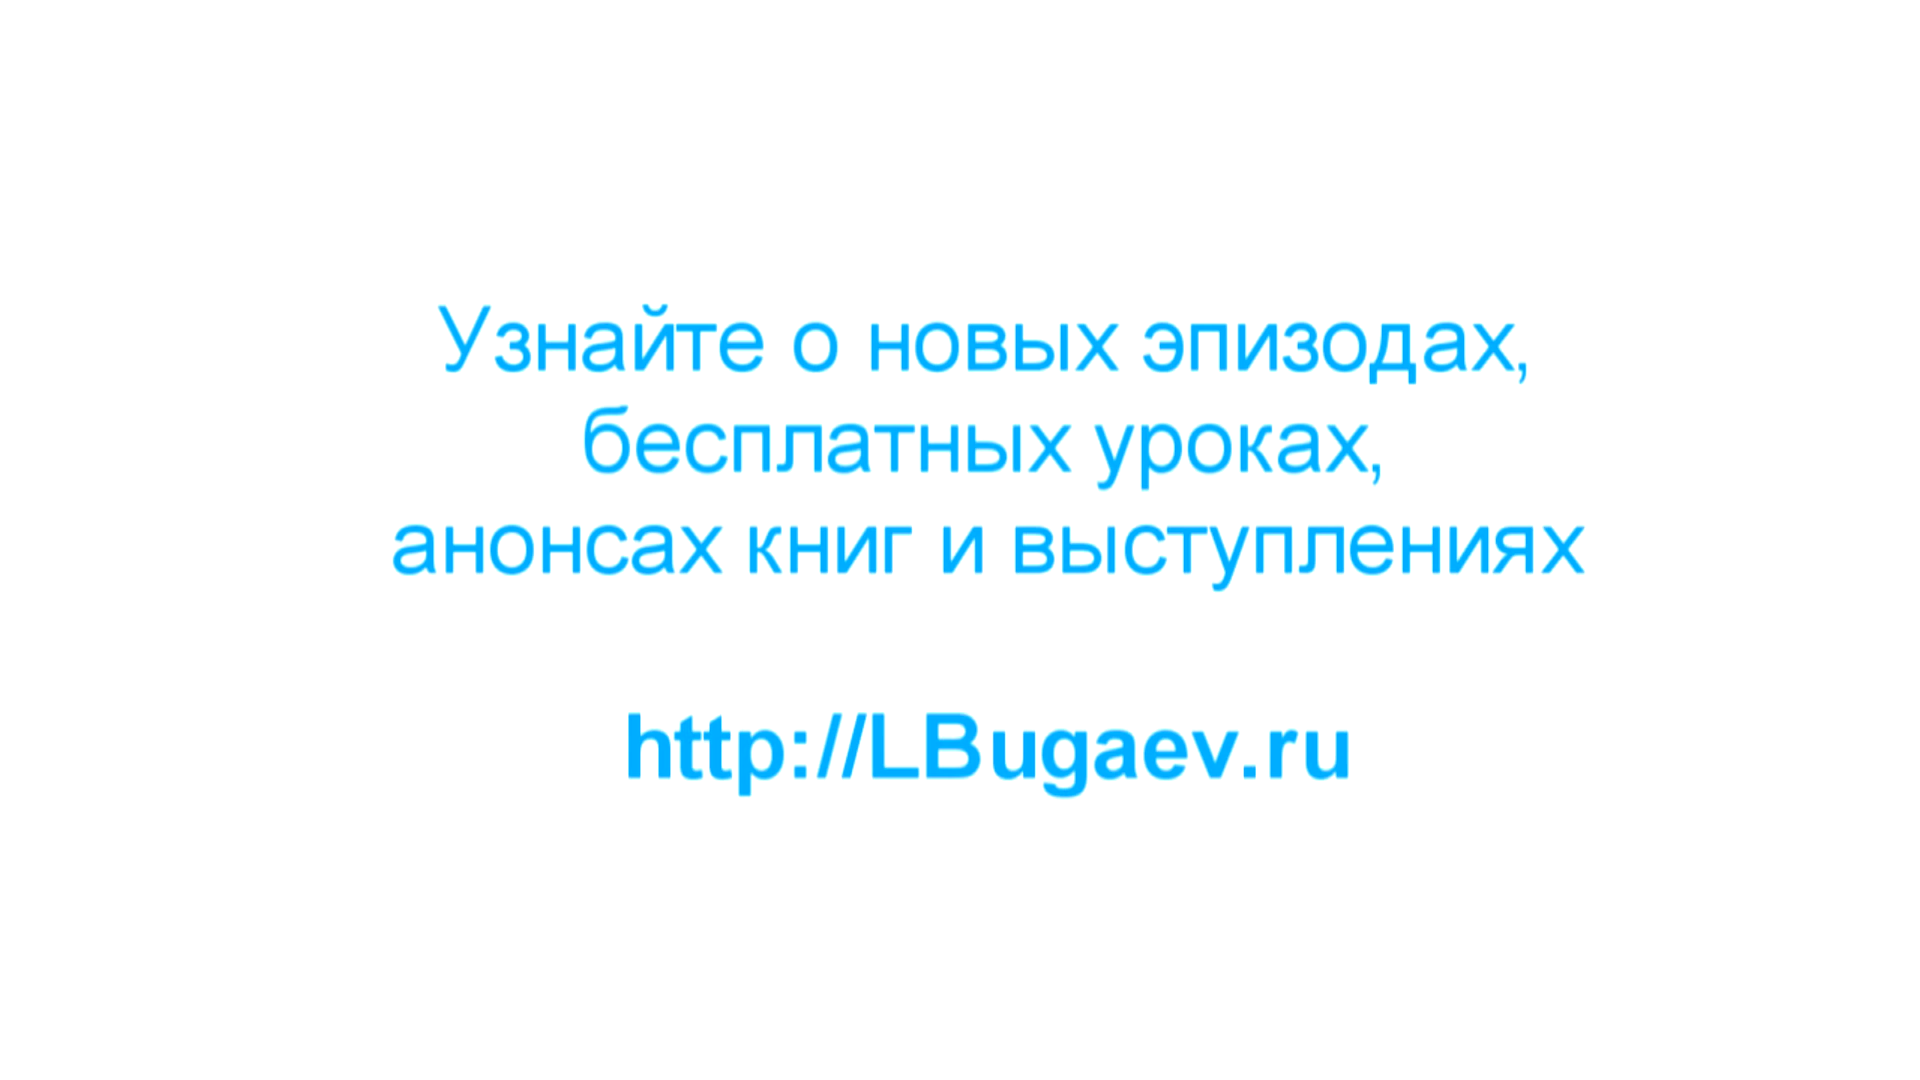 Узнайте о новых эпизодах,
бесплатных уроках,
анонсах книг и выступлениях
http://LBugaev.ru